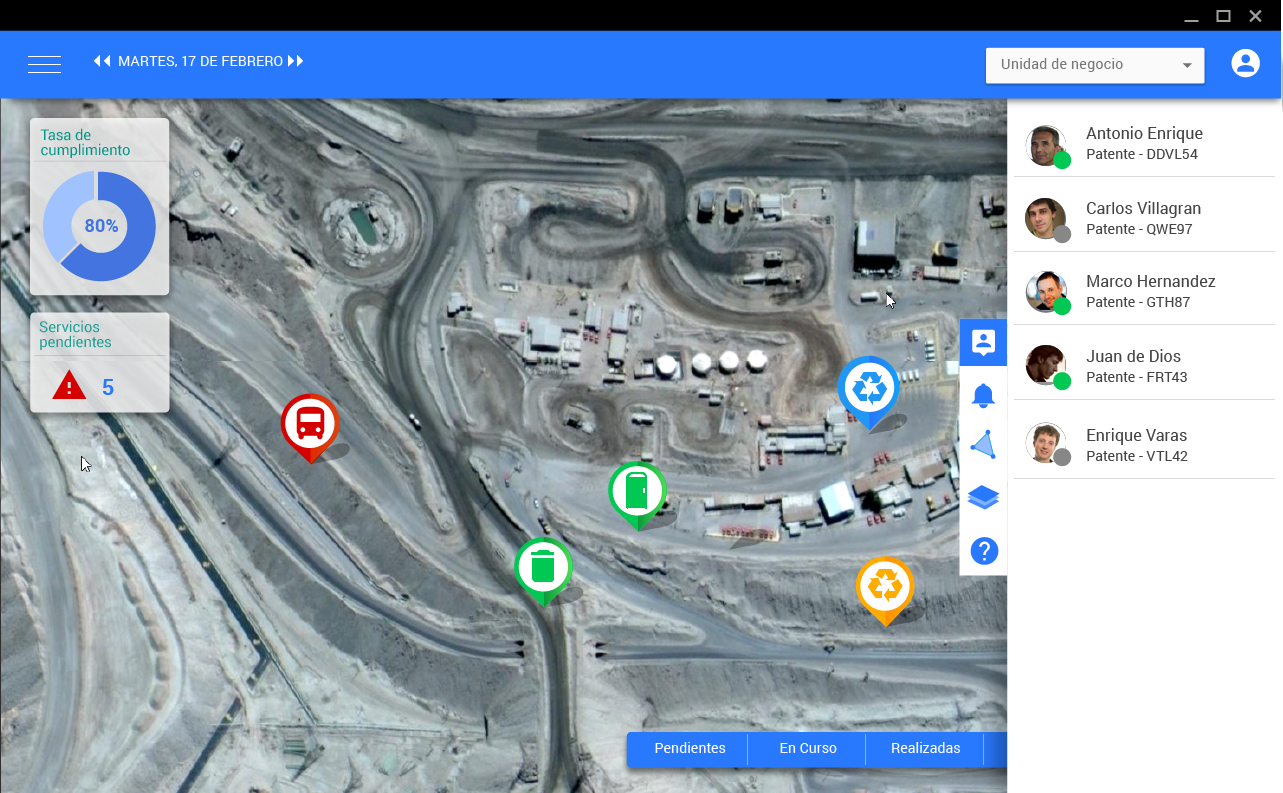 MARTES, 17 DE FEBRERO
Unidad de negocio
Tasa de
cumplimiento
80%
Servicios
pendientes
5
Antonio Enrique
Patente - DDVL54
Carlos Villagran
Patente - QWE97
Marco Hernandez
Patente - GTH87
Juan de Dios
Patente - FRT43
Enrique Varas
Patente - VTL42
Pendientes
En Curso
Realizadas